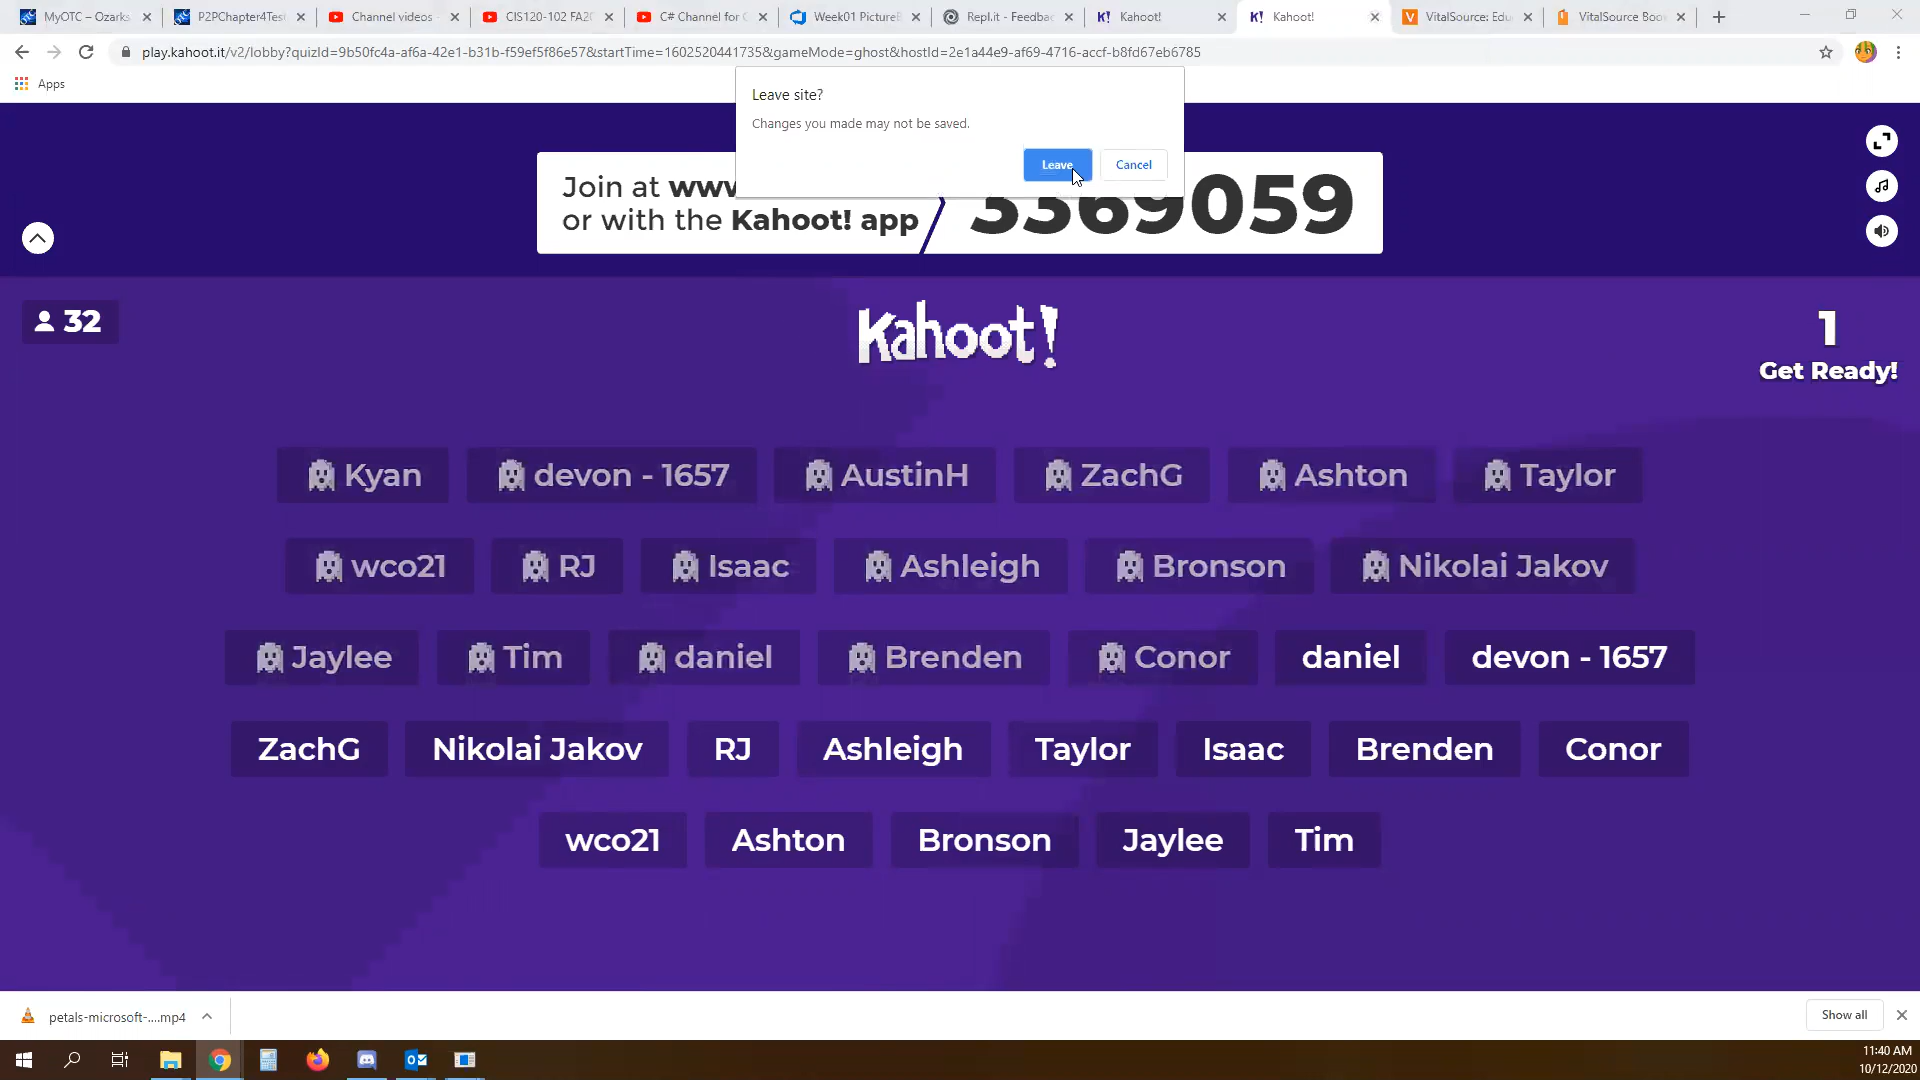 MyOTC – Ozarks
P2PChapter4Tes
Channel videos -
CIS120-102 FA20
C# Channel for C
Week01 PictureB
Repl.it - Feedbac
K! Kahoot!
K! Kahoot!
VitalSource: Edu
VitalSource Boo
play.kahoot.it/v2/lobby?quizId=9b50fc4a-af6a-42e1-b31b-f59ef5f86e57&startTime=1602520441735&gameMode=ghost&hostId=2e1a44e9-af69-4716-accf-b8fd67eb6785
Apps
Leave site?
Changes you made may not be saved.
Leave Cancel
Join at www
or with the Kahoot! app
3369059
32
Kahoot!
1
Get Ready!
Kyan devon - 1657 AustinH ZachG Ashton Taylor
wco21 RJ Isaac Ashleigh Bronson Nikolai Jakov
Jaylee Tim daniel Brenden Conor daniel devon - 1657
ZachG Nikolai Jakov RJ Ashleigh Taylor Isaac Brenden Conor
wco21 Ashton Bronson Jaylee Tim
petals-microsoft-....mp4
Show all
11:40 AM
10/12/2020